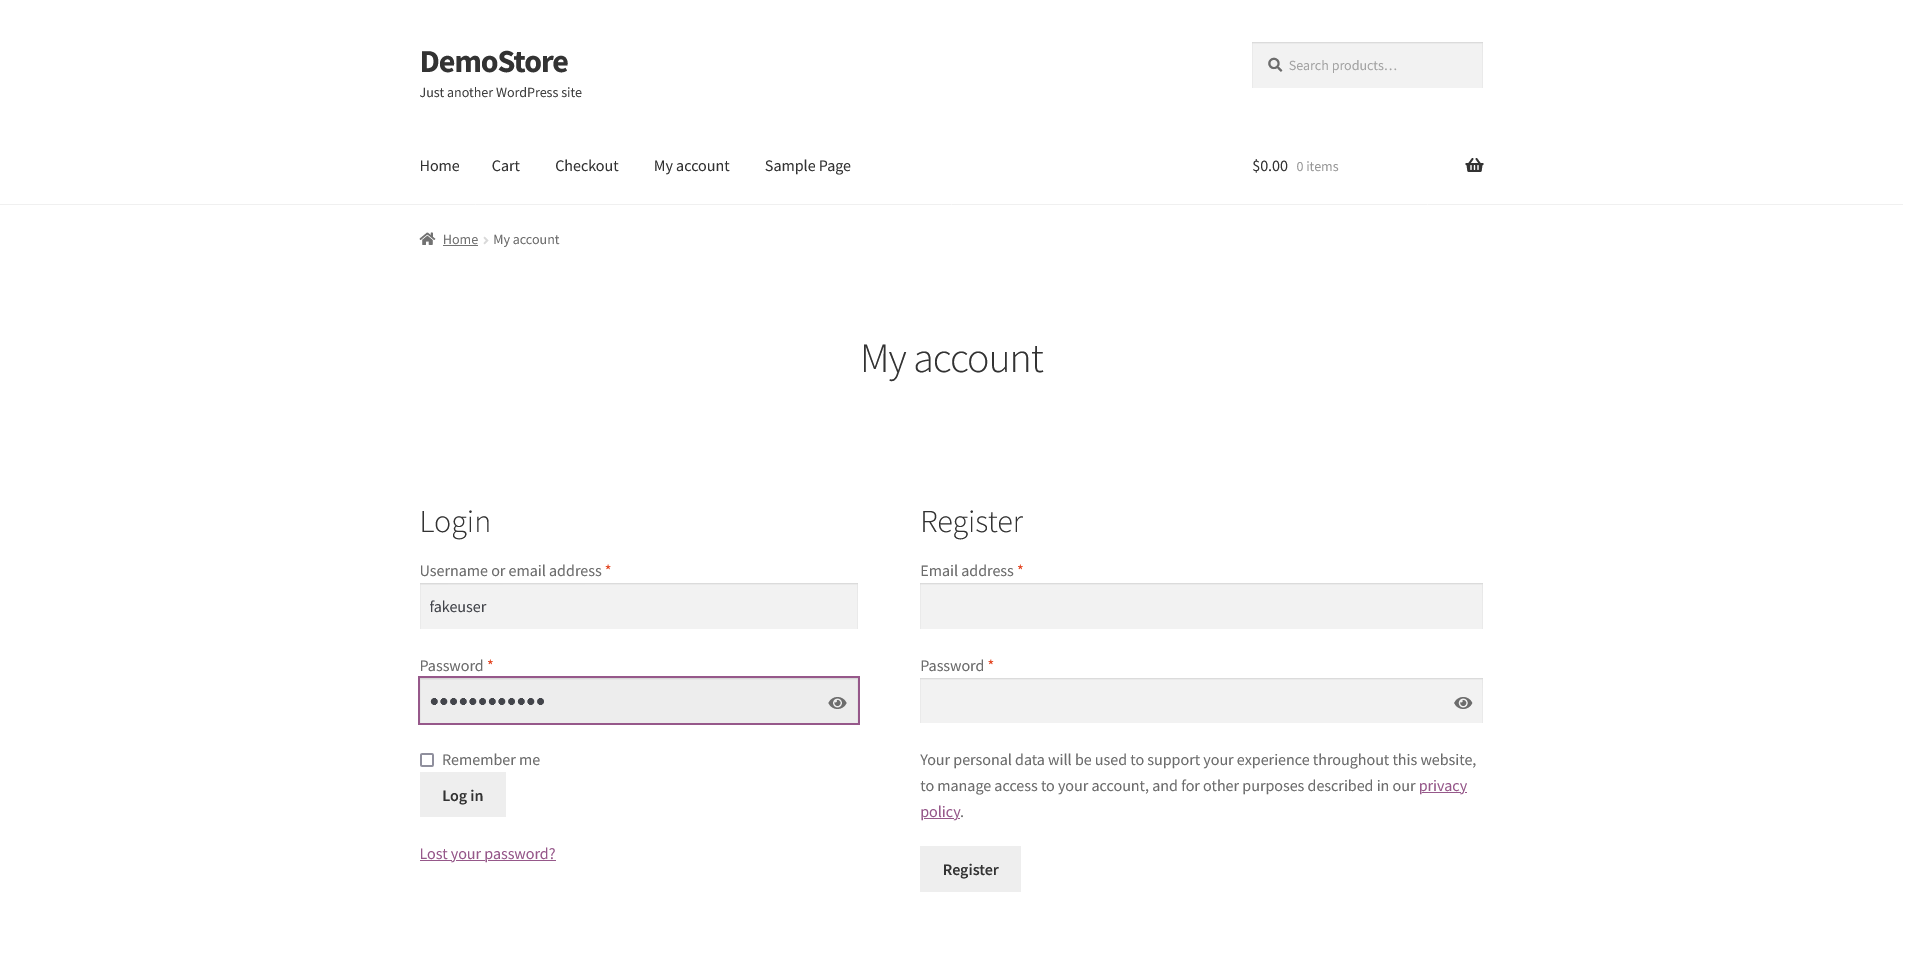 DemoStore
Just another WordPress site
Search products…
Home
Cart
Checkout
My account
Sample Page
$0.00 0 items
Home
My account
My account
Login
Username or email address *
fakeuser
Password *
••••••••••••
Remember me
Log in
Lost your password?
Register
Email address *
Password *
Your personal data will be used to support your experience throughout this website,
to manage access to your account, and for other purposes described in our privacy
policy.
Register